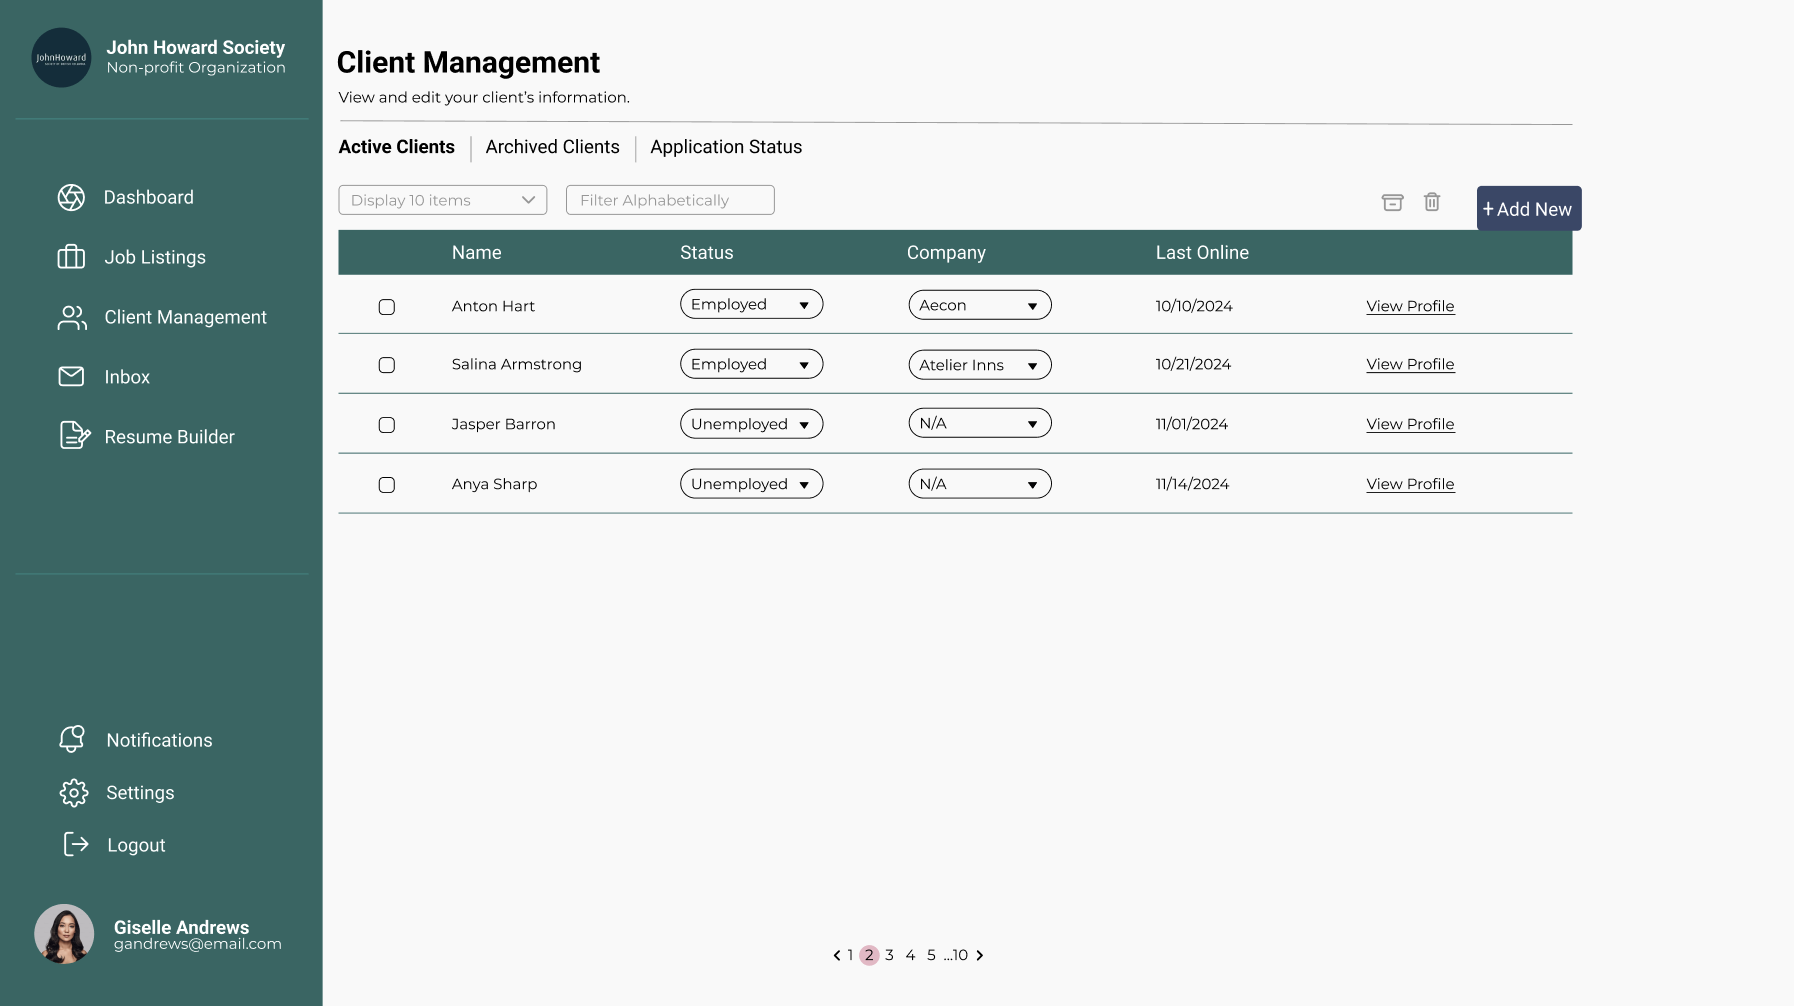 JohnHoward
John Howard Society
Non-profit Organization
Dashboard
Job Listings
Client Management
Inbox
Resume Builder
Notifications
Settings
Logout
Giselle Andrews
gandrews@email.com
Client Management
View and edit your client's information.
Active Clients Archived Clients Application Status
Display 10 items Filter Alphabetically + Add New
Name Status Company Last Online
Anton Hart Employed Aecon 10/10/2024 View Profile
Salina Armstrong Employed Atelier Inns 10/21/2024 View Profile
Jasper Barron Unemployed N/A 11/01/2024 View Profile
Anya Sharp Unemployed N/A 11/14/2024 View Profile
1 2 3 4 5 ...10